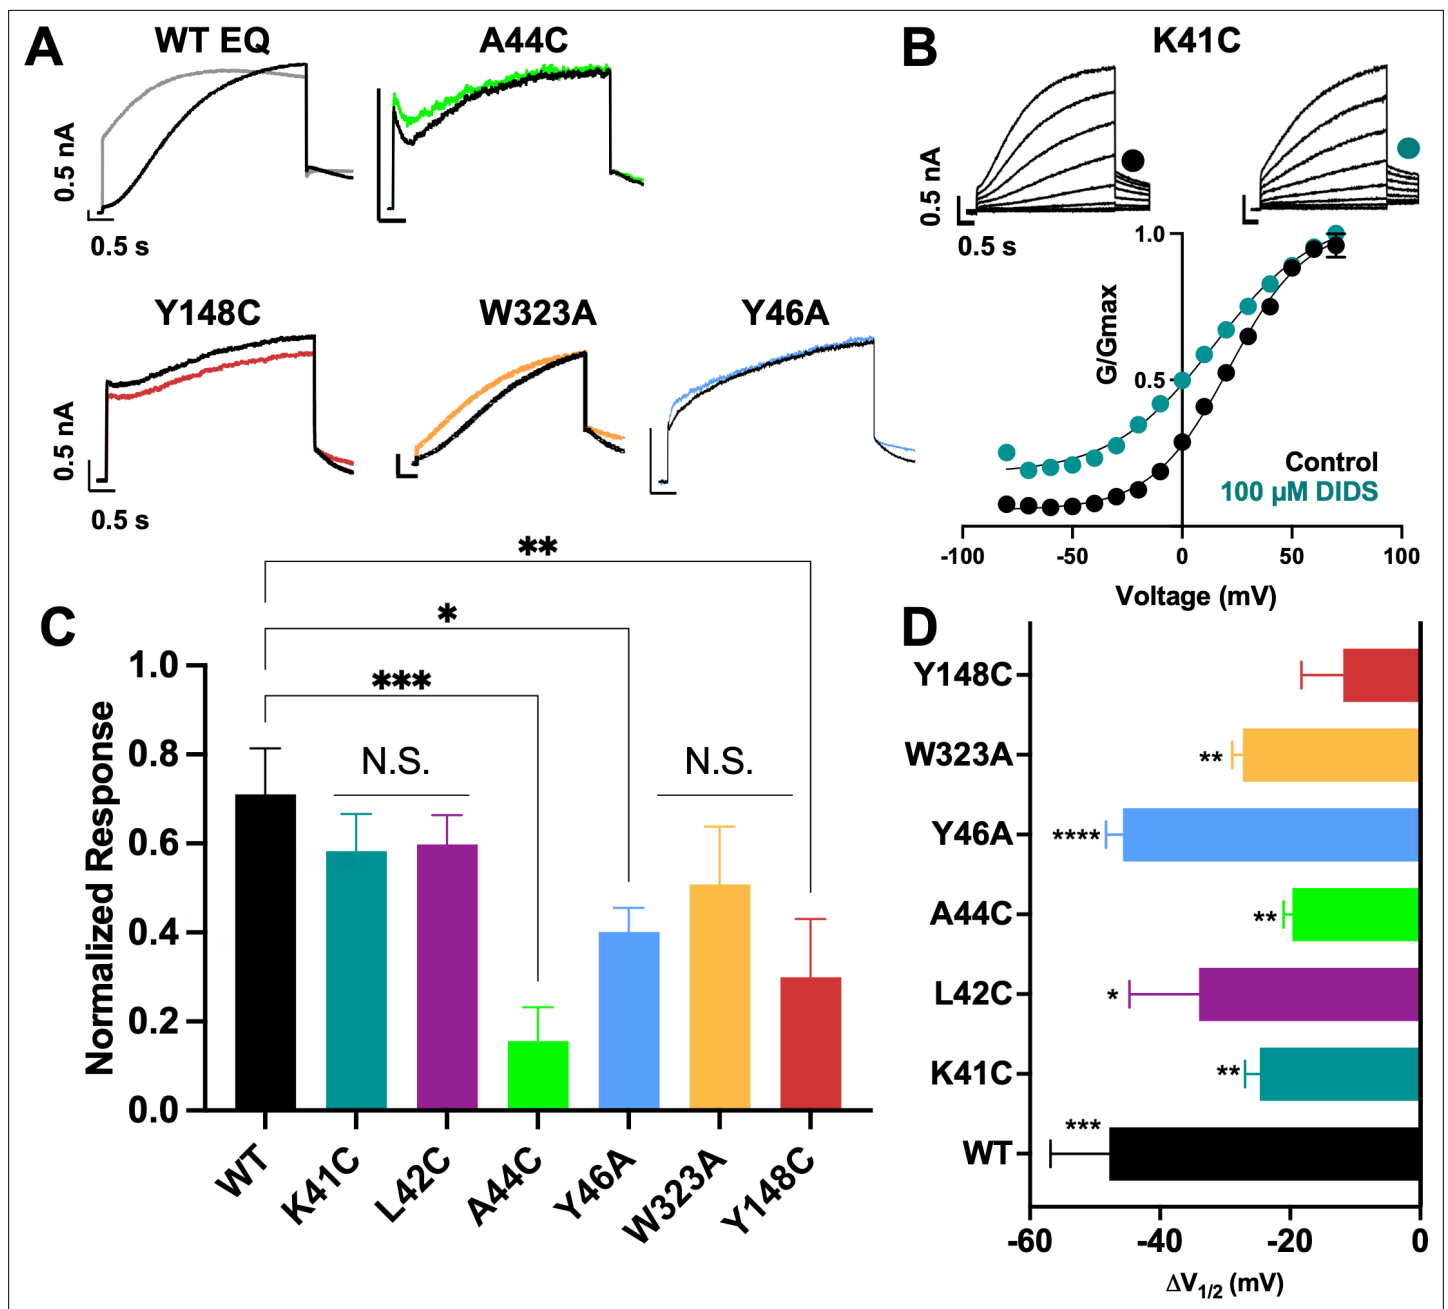 A
WT EQ
A44C
0.5 nA
0.5 s
Y148C
W323A
Y46A
0.5 nA
0.5 s
B
K41C
0.5 nA
0.5 s
1.0
0.5
G/Gmax
Control
100 µM DIDS
-100
-50
0
50
100
Voltage (mV)
C
**
*
***
N.S.
N.S.
1.0
0.8
0.6
0.4
0.2
0.0
Normalized Response
WT
K41C
L42C
A44C
Y46A
W323A
Y148C
D
Y148C
W323A
**
Y46A
****
A44C
**
L42C
*
K41C
**
WT
***
-60
-40
-20
0
ΔV1/2 (mV)